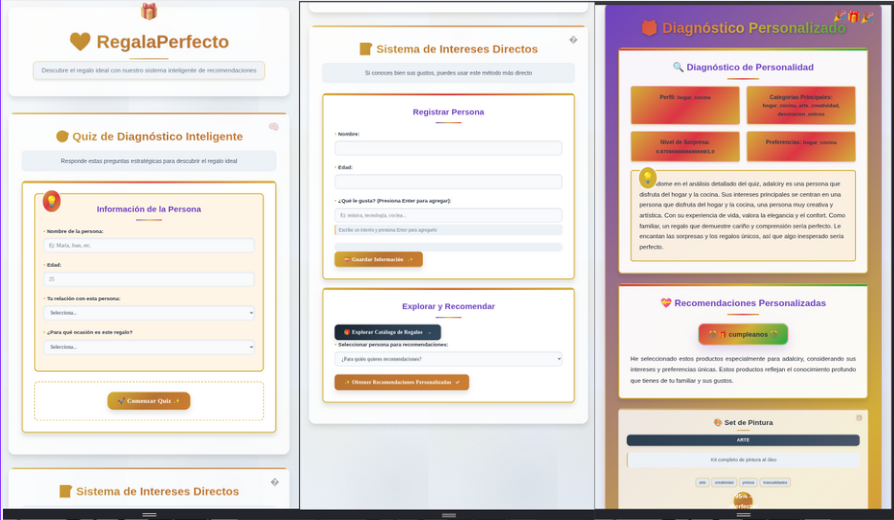 RegalaPerfecto
Descubre el regalo ideal con nuestro sistema inteligente de recomendaciones
Quiz de Diagnóstico Inteligente
Responde estas preguntas estratégicas para descubrir el regalo ideal
Información de la Persona
Nombre de la persona:
Ej: María, Juan, etc.
Edad:
25
Tu relación con esta persona:
Selecciona...
¿Para qué ocasión es este regalo?
Selecciona...
Comenzar Quiz
Sistema de Intereses Directos
Sistema de Intereses Directos
Si conoces bien sus gustos, puedes usar este método más directo
Registrar Persona
Nombre:
Edad:
¿Qué le gusta? (Presiona Enter para agregar):
Ej: música, tecnología, cocina...
Escribe un interés y presiona Enter para agregarlo
Guardar Información
Explorar y Recomendar
Explorar Catálogo de Regalos
Seleccionar persona para recomendaciones:
¿Para quién quieres recomendaciones?
Obtener Recomendaciones Personalizadas
Diagnóstico Personalizado
Diagnóstico de Personalidad
Perfil: hogar_cocina
Categorías Principales:
hogar, cocina, arte, creatividad,
decoración, únicos
Nivel de Sorpresa:
Preferencias: hogar, cocina
dome en el análisis detallado del quiz, adalciry es una persona que
disfruta del hogar y la cocina. Sus intereses principales se centran en una
persona que disfruta del hogar y la cocina, una persona muy creativa y
artística. Con su experiencia de vida, valora la elegancia y el confort. Como
familiar, un regalo que demuestre cariño y comprensión sería perfecto. Le
encantan las sorpresas y los regalos únicos, así que algo inesperado sería
perfecto.
Recomendaciones Personalizadas
cumpleanos
He seleccionado estos productos especialmente para adalciry, considerando sus
intereses y preferencias únicas. Estos productos reflejan el conocimiento profundo
que tienes de tu familiar y sus gustos.
Set de Pintura
ARTE
Kit completo de pintura al óleo
arte creatividad pintura manualidades
95%